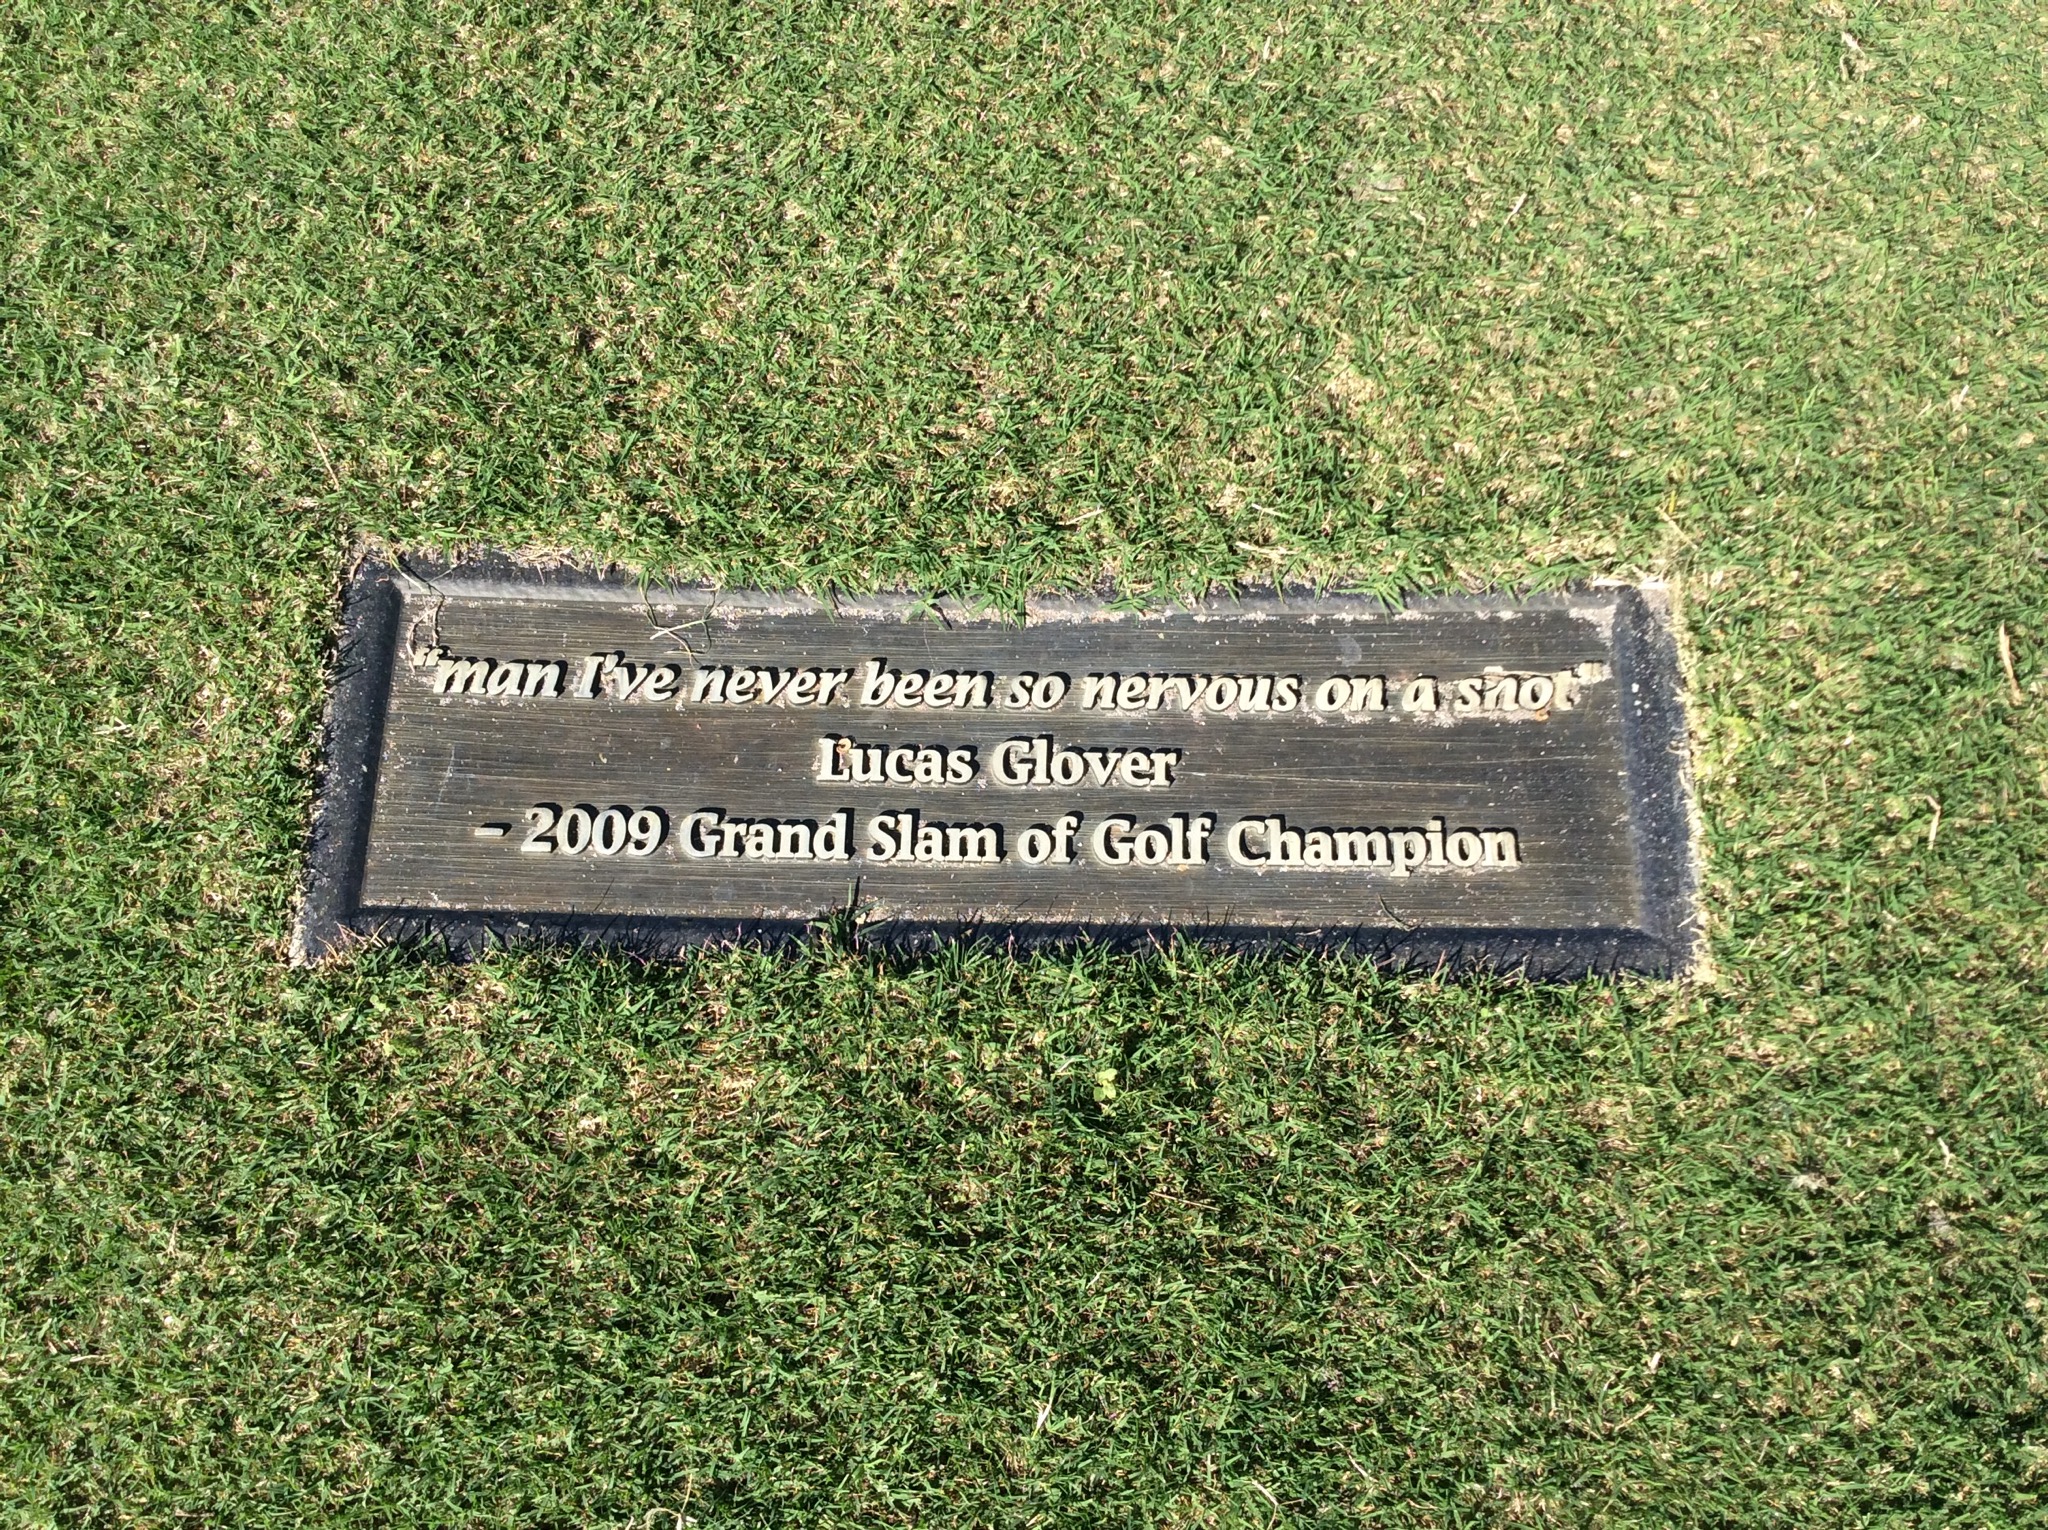 "man I've never been so nervous on a shot"
Lucas Glover
- 2009 Grand Slam of Golf Champion